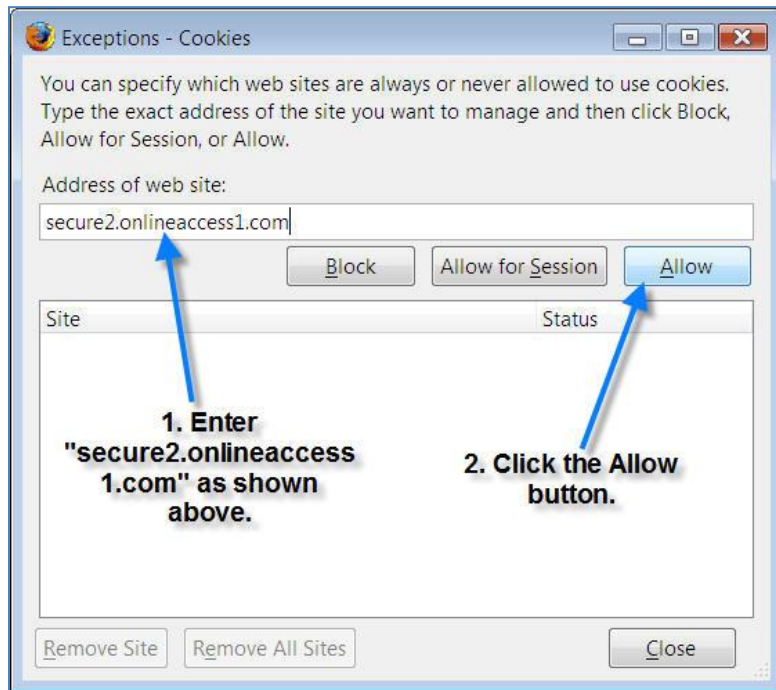 Exceptions - Cookies
You can specify which web sites are always or never allowed to use cookies.
Type the exact address of the site you want to manage and then click Block,
Allow for Session, or Allow.
Address of web site:
secure2.onlineaccess1.com
Block Allow for Session Allow
Site Status
1. Enter
"secure2.onlineaccess
1.com" as shown
above.
2. Click the Allow
button.
Remove Site Remove All Sites Close